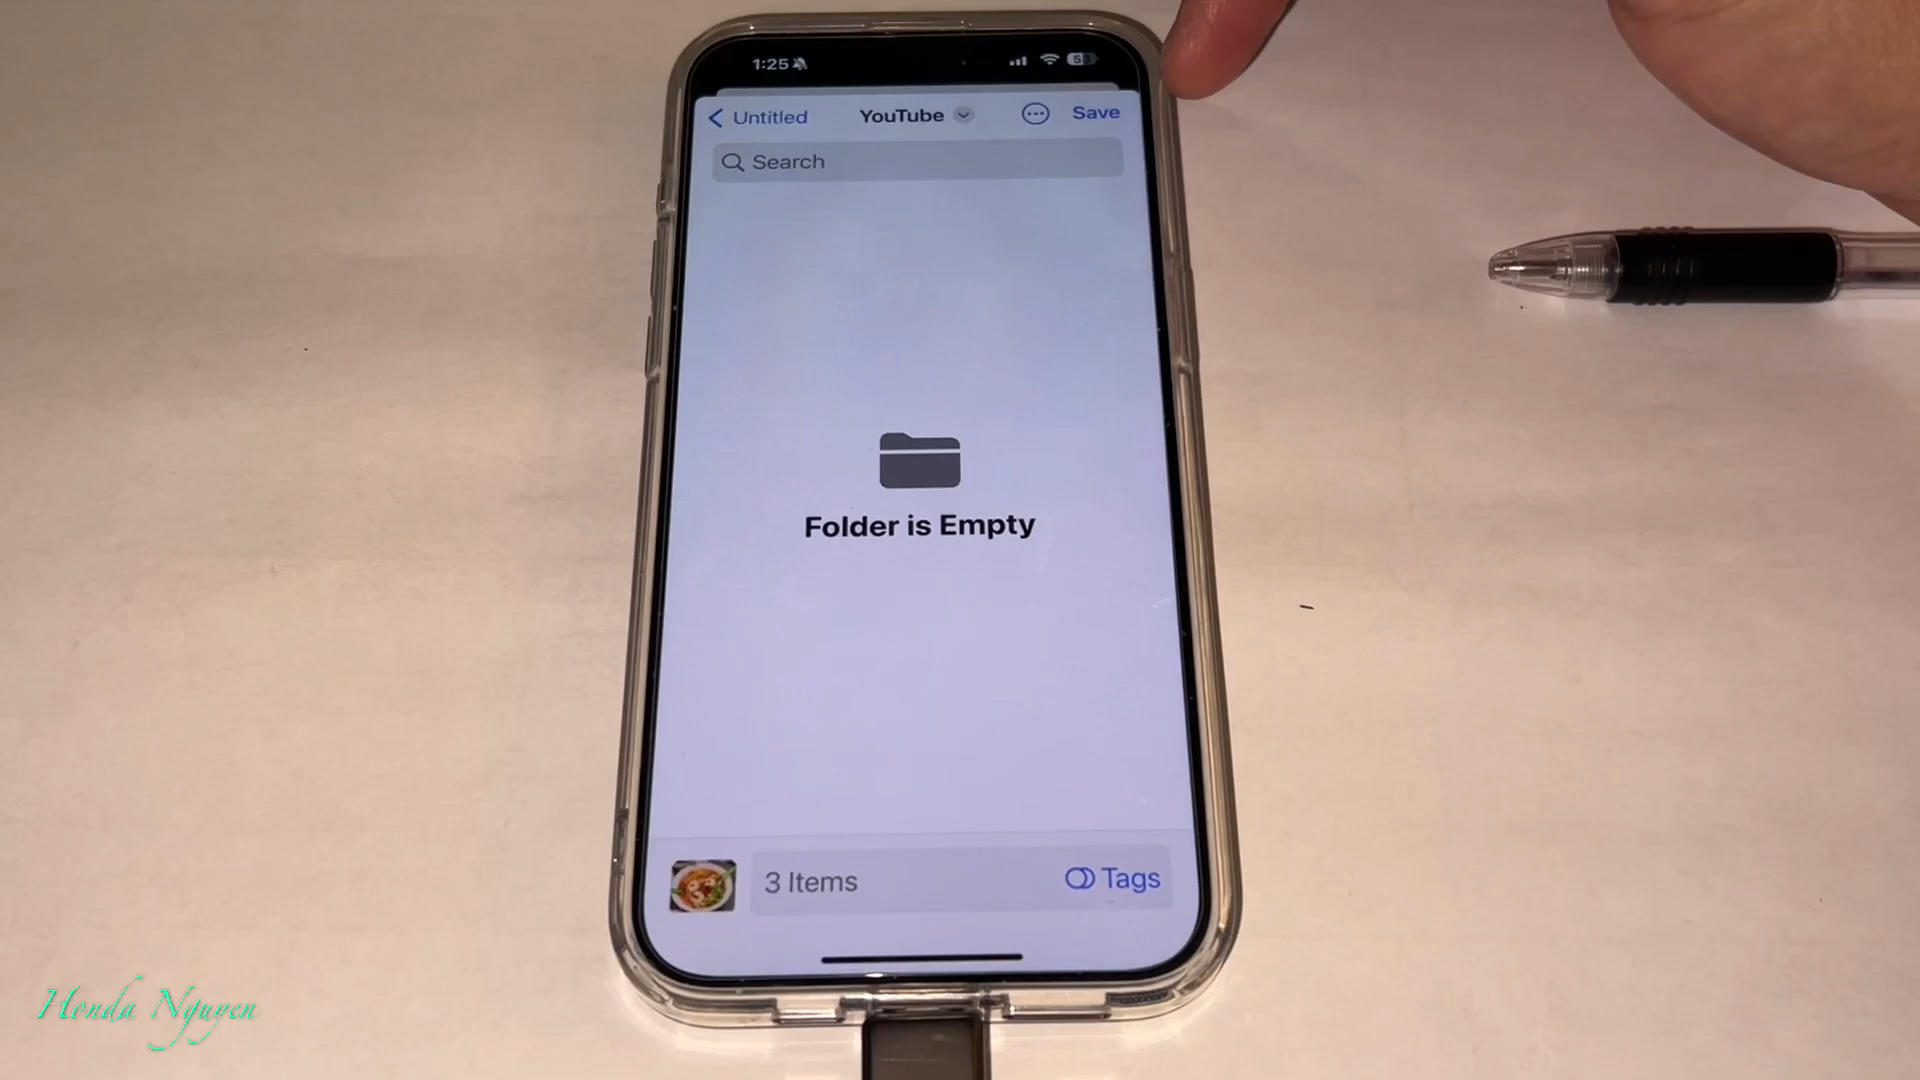 1:25
Untitled
YouTube
Save
Search
Folder is Empty
3 Items
Tags
Honda Nguyen